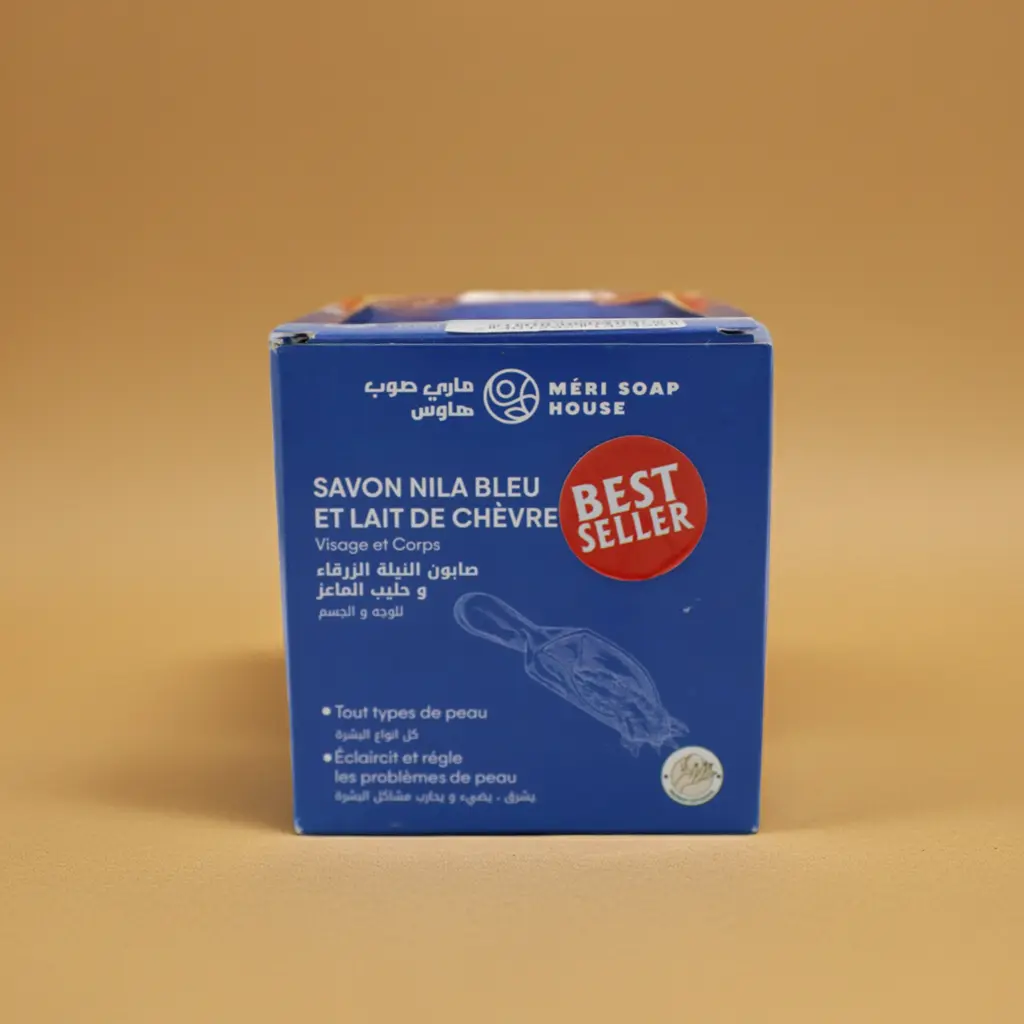 ماري صوب
هاوس
MÉRI SOAP
HOUSE
BEST
SELLER
SAVON NILA BLEU
ET LAIT DE CHÈVRE
Visage et Corps
صابون النيلة الزرقاء
و حليب الماعز
للوجه و الجسم
Tout types de peau
كل انواع البشرة
Éclaircit et régle
les problèmes de peau
يشرق ، يضيء و يحارب مشاكل البشرة